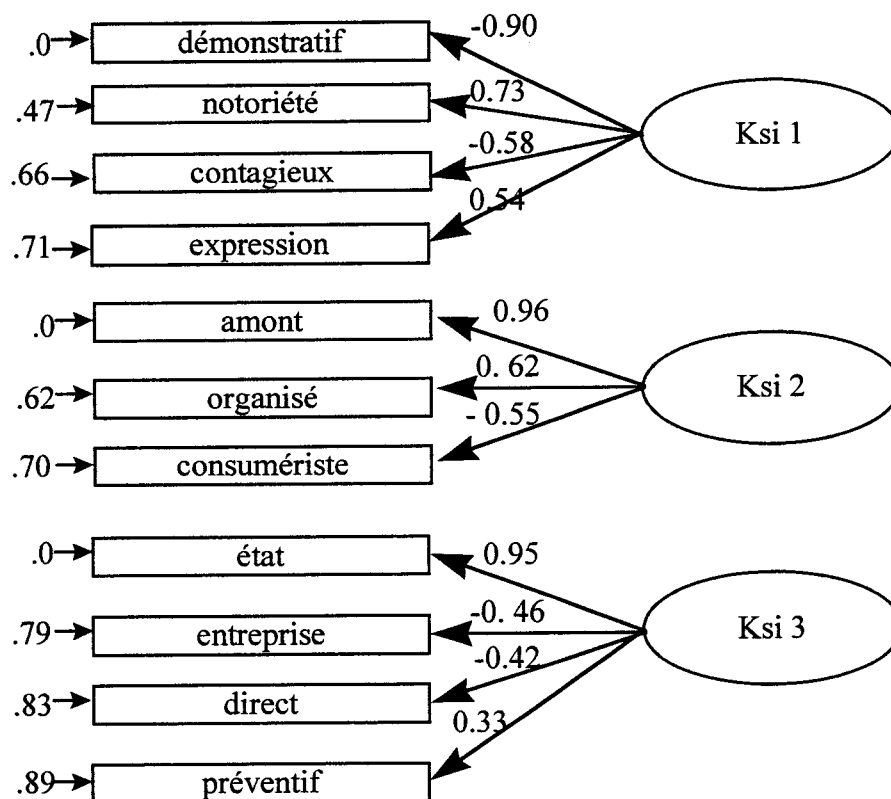 .0 démonstratif -0.90
.47 notoriété 0.73
Ksi 1
.66 contagieux -0.58
.71 expression 0.54
.0 amont 0.96
.62 organisé 0. 62
Ksi 2
.70 consumériste - 0.55
.0 état 0.95
.79 entreprise -0. 46
Ksi 3
.83 direct -0.42
.89 préventif 0.33